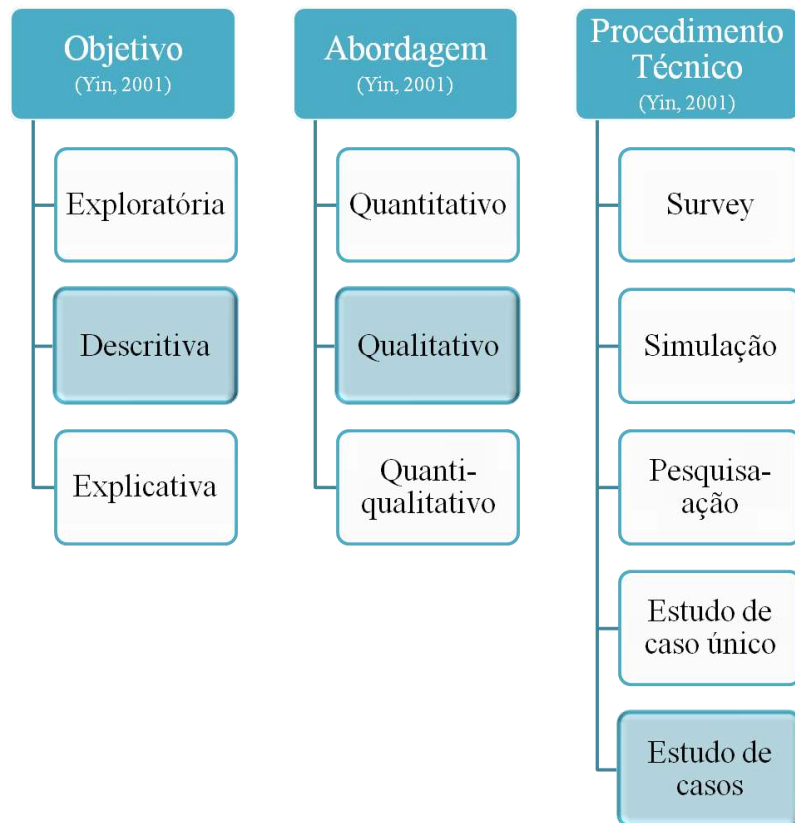 Objetivo
(Yin, 2001)
Exploratória
Descritiva
Explicativa
Abordagem
(Yin, 2001)
Quantitativo
Qualitativo
Quanti-
qualitativo
Procedimento
Técnico
(Yin, 2001)
Survey
Simulação
Pesquisa-
ação
Estudo de
caso único
Estudo de
casos